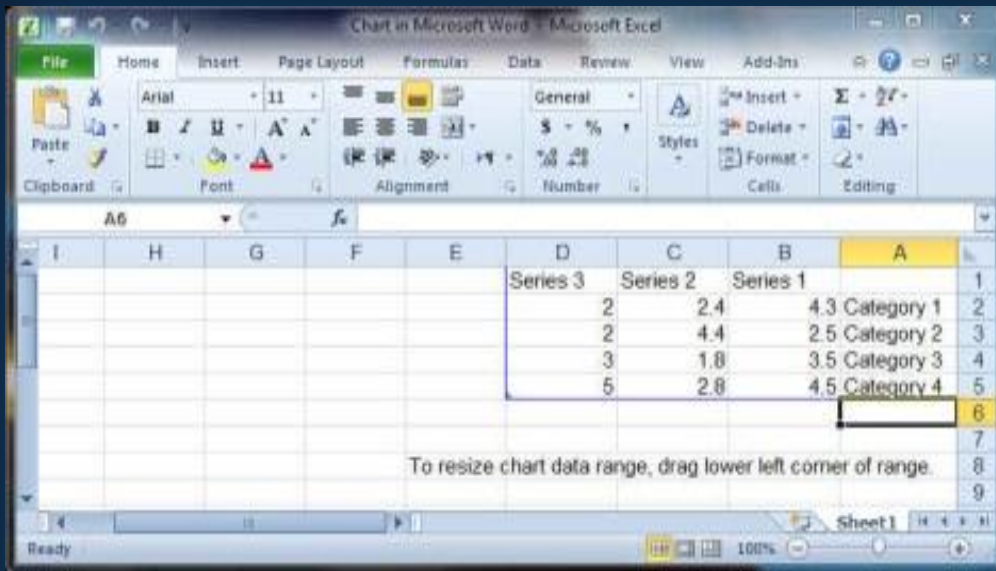 Chart in Microsoft Word - Microsoft Excel
File Home Insert Page Layout Formulas Data Review View Add-Ins
Paste
Clipboard
Arial 11
B I U A A
A
Font
Alignment
General
$ % ,
Number
Styles
Insert
Delete
Format
Cells
Σ
Editing
A6 fx
I H G F E D C B A
Series 3 Series 2 Series 1 1
2 2.4 4.3 Category 1 2
2 4.4 2.5 Category 2 3
3 1.8 3.5 Category 3 4
5 2.8 4.5 Category 4 5
6
7
To resize chart data range, drag lower left corner of range. 8
9
Sheet1
Ready 100%